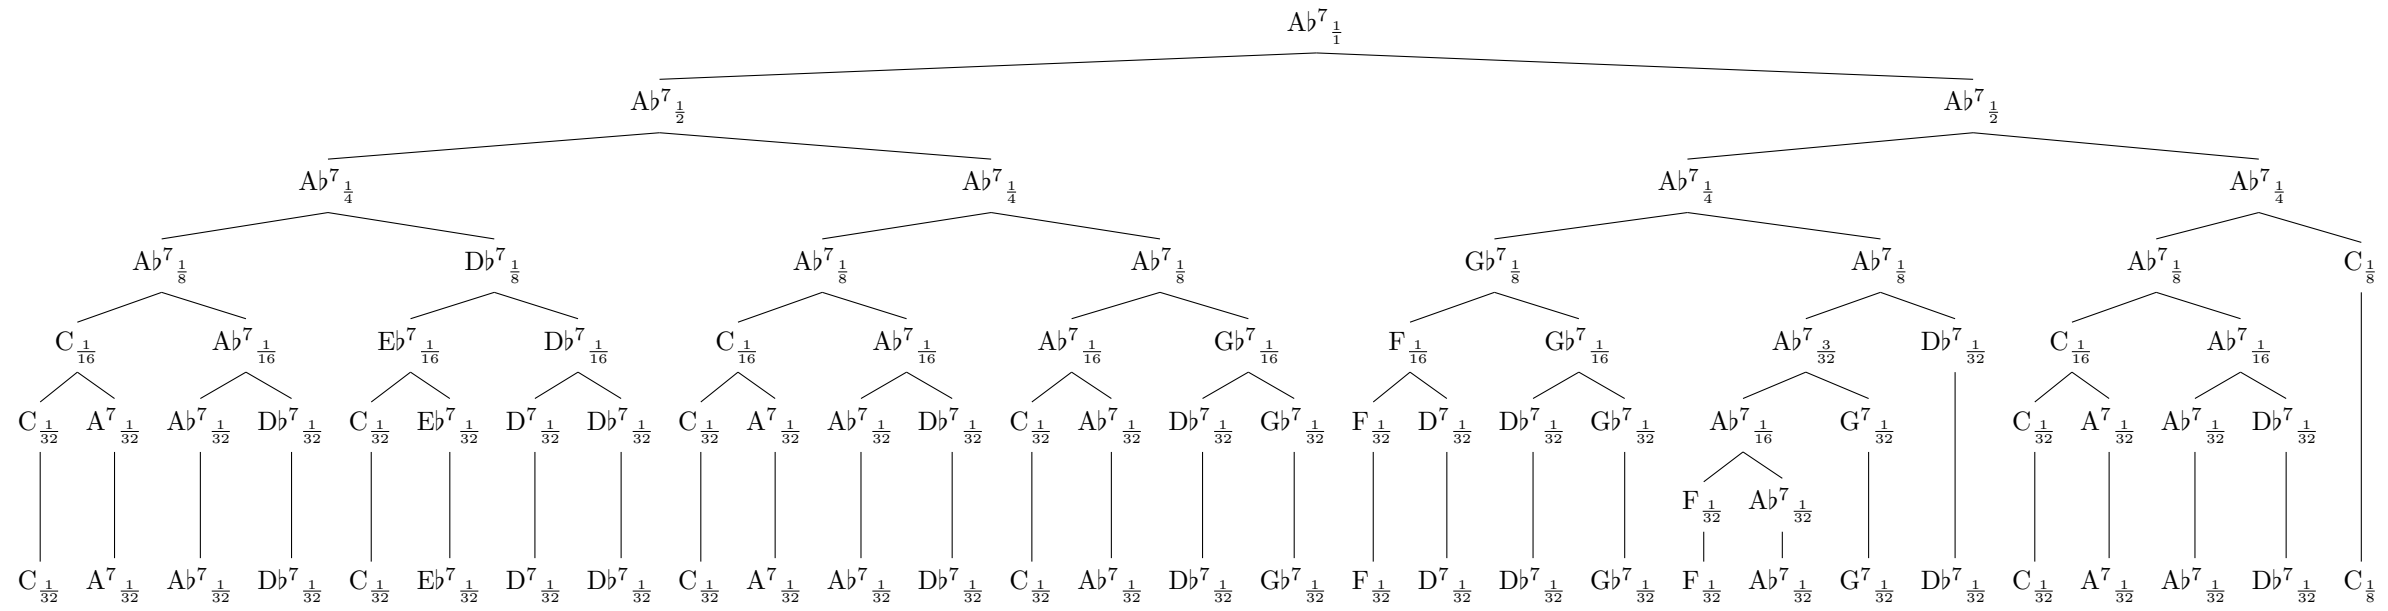 A♭⁷ 1/1
A♭⁷ 1/2 A♭⁷ 1/2
A♭⁷ 1/4 A♭⁷ 1/4 A♭⁷ 1/4 A♭⁷ 1/4
A♭⁷ 1/8 D♭⁷ 1/8 A♭⁷ 1/8 A♭⁷ 1/8 G♭⁷ 1/8 A♭⁷ 1/8 A♭⁷ 1/8 C 1/8
C 1/16 A♭⁷ 1/16 E♭⁷ 1/16 D♭⁷ 1/16 C 1/16 A♭⁷ 1/16 A♭⁷ 1/16 G♭⁷ 1/16 F 1/16 G♭⁷ 1/16 A♭⁷ 3/32 D♭⁷ 1/32 C 1/16 A♭⁷ 1/16
C 1/32 A⁷ 1/32 A♭⁷ 1/32 D♭⁷ 1/32 C 1/32 E♭⁷ 1/32 D⁷ 1/32 D♭⁷ 1/32 C 1/32 A⁷ 1/32 A♭⁷ 1/32 D♭⁷ 1/32 C 1/32 A♭⁷ 1/32 D♭⁷ 1/32 G♭⁷ 1/32 F 1/32 D⁷ 1/32 D♭⁷ 1/32 G♭⁷ 1/32 A♭⁷ 1/16 G⁷ 1/32 C 1/32 A⁷ 1/32 A♭⁷ 1/32 D♭⁷ 1/32
F 1/32 A♭⁷ 1/32
C 1/32 A⁷ 1/32 A♭⁷ 1/32 D♭⁷ 1/32 C 1/32 E♭⁷ 1/32 D⁷ 1/32 D♭⁷ 1/32 C 1/32 A⁷ 1/32 A♭⁷ 1/32 D♭⁷ 1/32 C 1/32 A♭⁷ 1/32 D♭⁷ 1/32 G♭⁷ 1/32 F 1/32 D⁷ 1/32 D♭⁷ 1/32 G♭⁷ 1/32 F 1/32 A♭⁷ 1/32 G⁷ 1/32 D♭⁷ 1/32 C 1/32 A⁷ 1/32 A♭⁷ 1/32 D♭⁷ 1/32 C 1/8